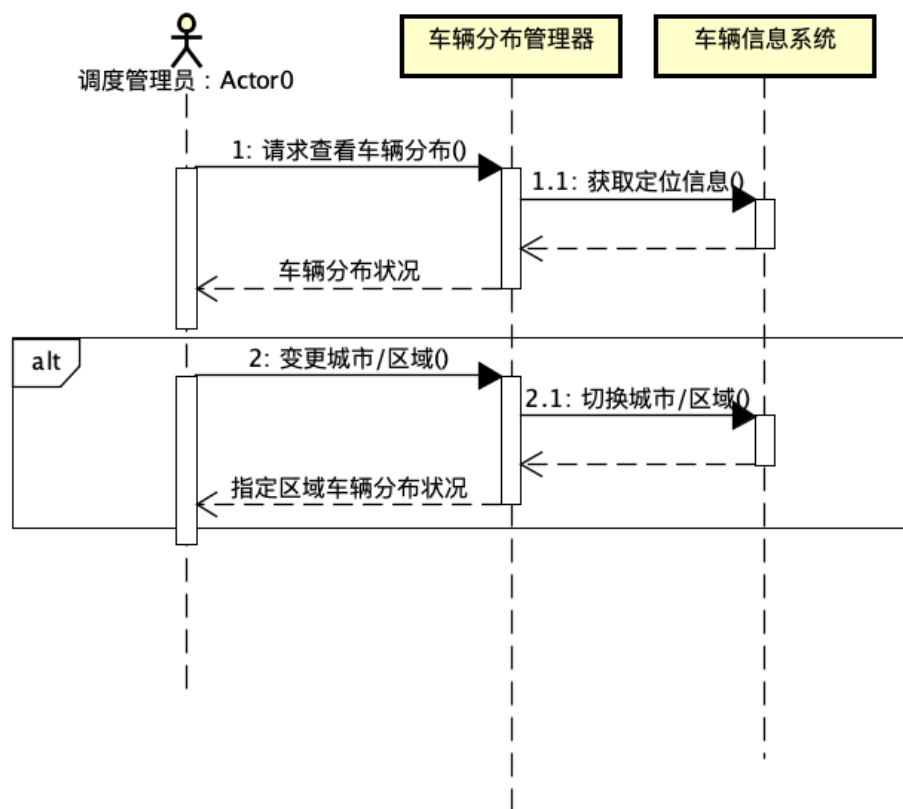 车辆分布管理器
车辆信息系统
调度管理员：Actor0
1: 请求查看车辆分布()
1.1: 获取定位信息()
车辆分布状况
alt
2: 变更城市/区域()
2.1: 切换城市/区域()
指定区域车辆分布状况